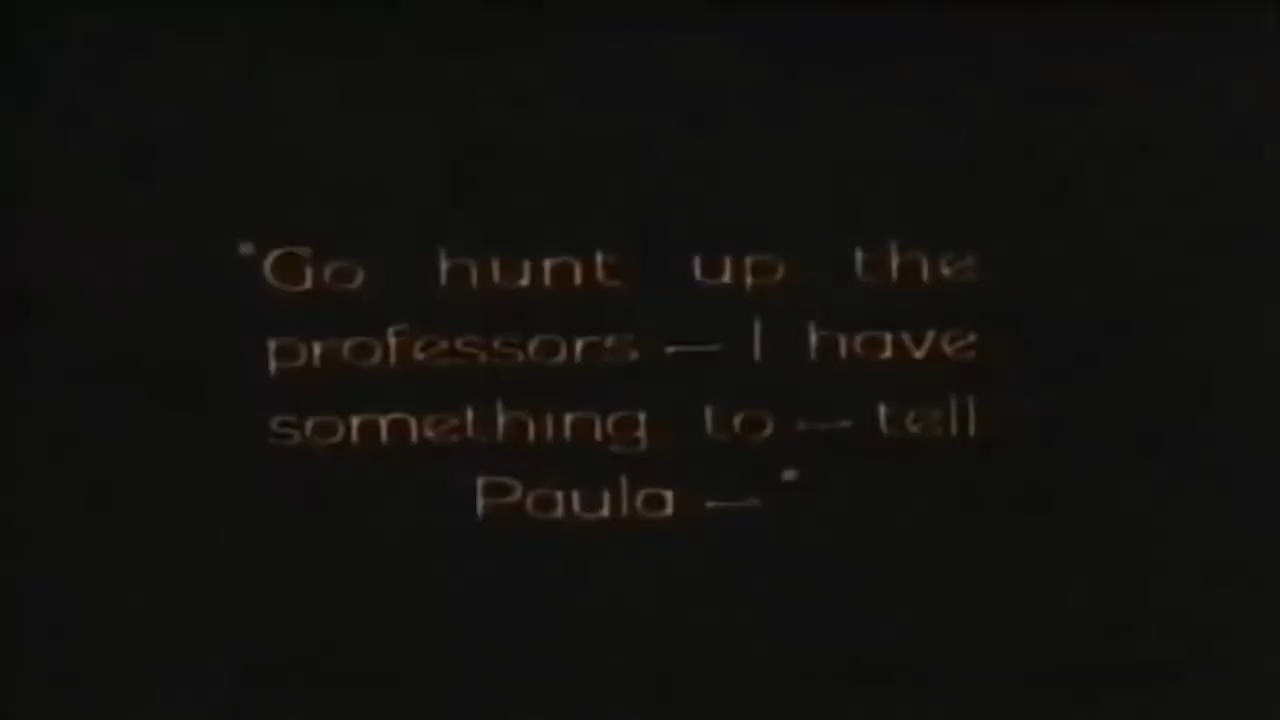 "Go hunt up the
professors — I have
something to — tell
Paula — "